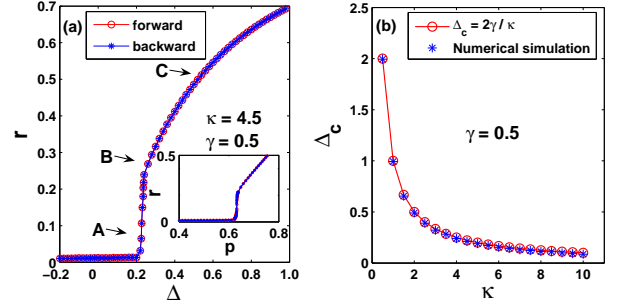 (a)
forward
backward
C
B
A
κ = 4.5
γ = 0.5
r
0.7
0.6
0.5
0.4
0.3
0.2
0.1
0
−0.2 0 0.2 0.4 0.6 0.8 1.0
Δ
r
0.5
0
0.4 0.6 0.8
p
(b)
Δc = 2γ / κ
Numerical simulation
γ = 0.5
Δc
2.5
2
1.5
1
0.5
0
0 2 4 6 8 10
κ